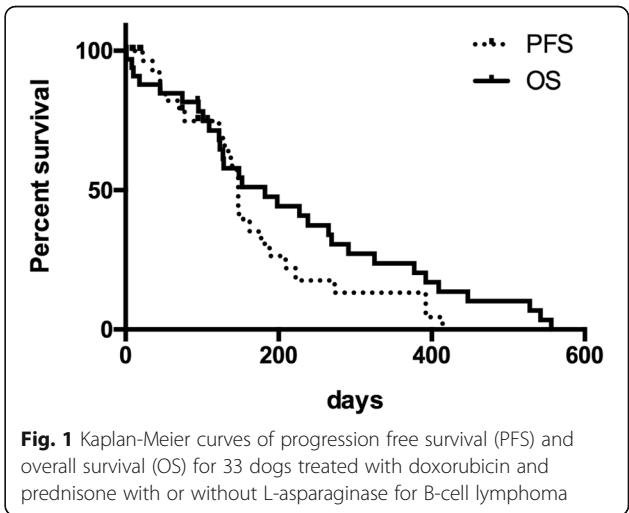 PFS
OS
100
50
0
Percent survival
0
200
400
600
days
Fig. 1 Kaplan-Meier curves of progression free survival (PFS) and
overall survival (OS) for 33 dogs treated with doxorubicin and
prednisone with or without L-asparaginase for B-cell lymphoma